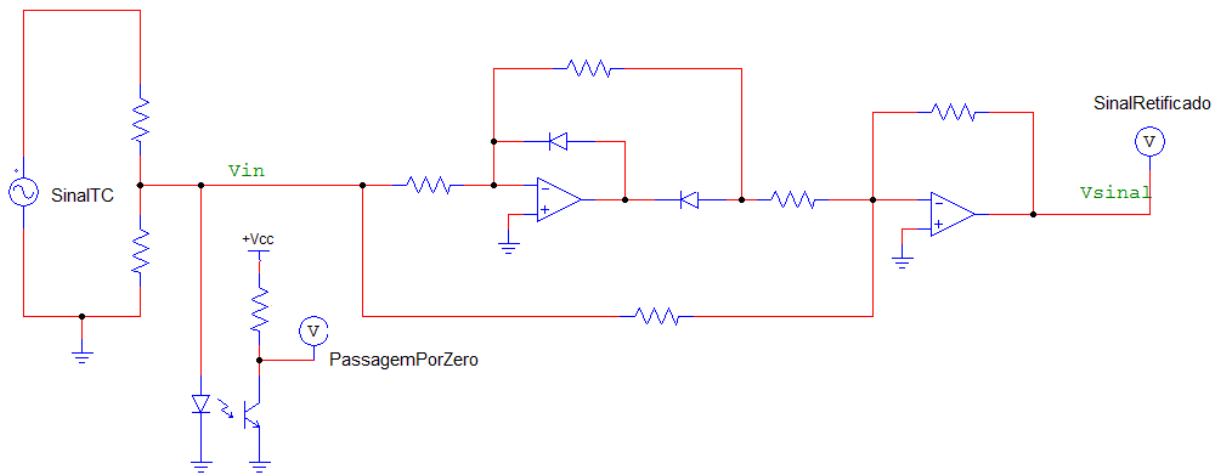 SinalRetificado
V
Vin
Vsinal
SinalTC
+Vcc
V
PassagemPorZero